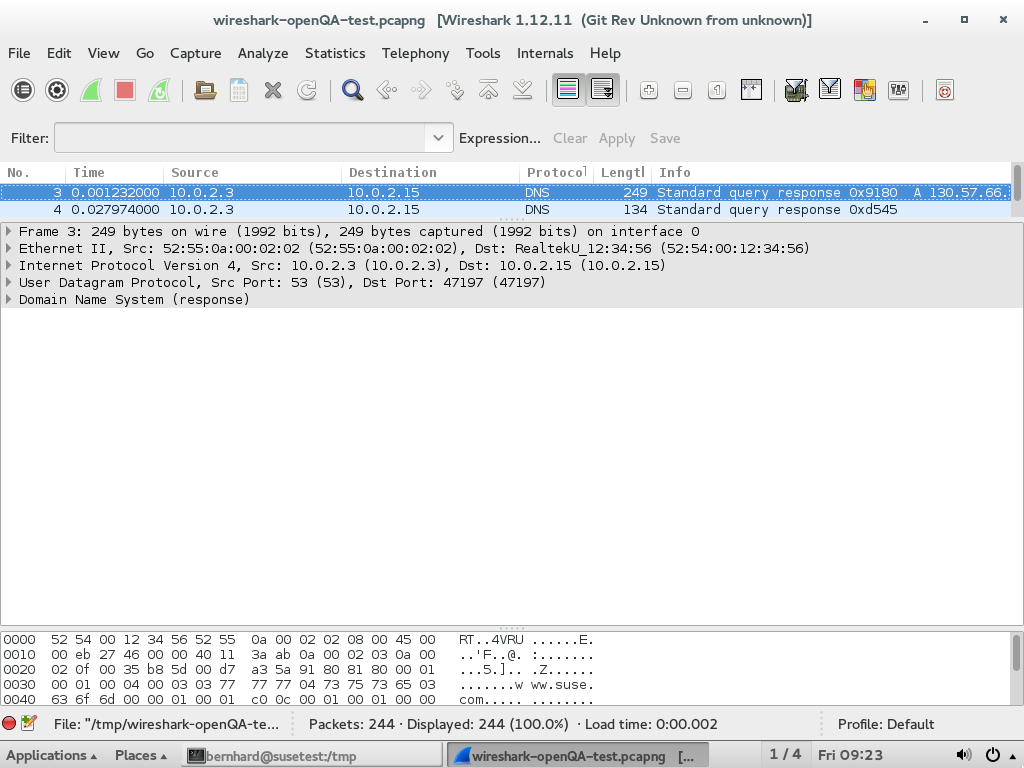 wireshark-openQA-test.pcapng [Wireshark 1.12.11 (Git Rev Unknown from unknown)]
File Edit View Go Capture Analyze Statistics Telephony Tools Internals Help
Filter: Expression... Clear Apply Save
No. Time Source Destination Protocol Lengtl Info
3 0.001232000 10.0.2.3 10.0.2.15 DNS 249 Standard query response 0x9180 A 130.57.66.
4 0.027974000 10.0.2.3 10.0.2.15 DNS 134 Standard query response 0xd545
Frame 3: 249 bytes on wire (1992 bits), 249 bytes captured (1992 bits) on interface 0
Ethernet II, Src: 52:55:0a:00:02:02 (52:55:0a:00:02:02), Dst: RealtekU_12:34:56 (52:54:00:12:34:56)
Internet Protocol Version 4, Src: 10.0.2.3 (10.0.2.3), Dst: 10.0.2.15 (10.0.2.15)
User Datagram Protocol, Src Port: 53 (53), Dst Port: 47197 (47197)
Domain Name System (response)
0000 52 54 00 12 34 56 52 55 0a 00 02 02 08 00 45 00 RT..4VRU ......E.
0010 00 eb 27 46 00 00 40 11 3a ab 0a 00 02 03 0a 00 ..'F..@. :.......
0020 02 0f 00 35 b8 5d 00 d7 a3 5a 91 80 81 80 00 01 ...5.].. .Z......
0030 00 01 00 04 00 03 03 77 77 77 04 73 75 73 65 03 .......w ww.suse.
0040 63 6f 6d 00 00 01 00 01 c0 0c 00 01 00 01 00 00 com..... ........
File: "/tmp/wireshark-openQA-te... Packets: 244 · Displayed: 244 (100.0%) · Load time: 0:00.002 Profile: Default
Applications Places bernhard@susetest:/tmp wireshark-openQA-test.pcapng [... 1 / 4 Fri 09:23